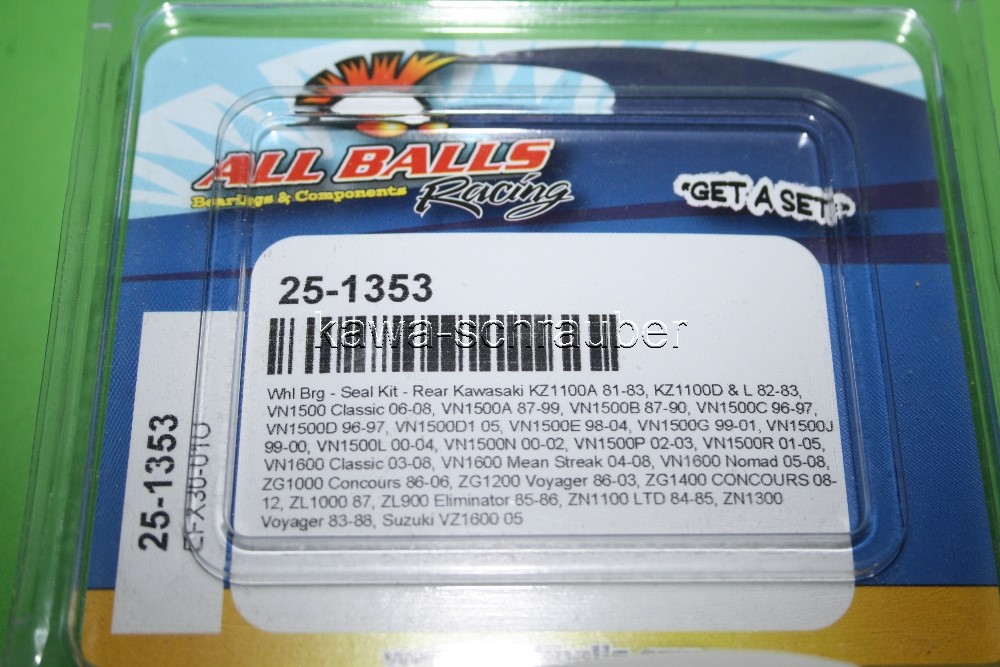 ALL BALLS
Racing
Bearings & Components
"GET A SET!"
25-1353
kawa-schrauber
Whl Brg - Seal Kit - Rear Kawasaki KZ1100A 81-83, KZ1100D & L 82-83,
VN1500 Classic 06-08, VN1500A 87-99, VN1500B 87-90, VN1500C 96-97,
VN1500D 96-97, VN1500D1 05, VN1500E 98-04, VN1500G 99-01, VN1500J
99-00, VN1500L 00-04, VN1500N 00-02, VN1500P 02-03, VN1500R 01-05,
VN1600 Classic 03-08, VN1600 Mean Streak 04-08, VN1600 Nomad 05-08,
ZG1000 Concours 86-06, ZG1200 Voyager 86-03, ZG1400 CONCOURS 08-
12, ZL1000 87, ZL900 Eliminator 85-86, ZN1100 LTD 84-85, ZN1300
Voyager 83-88, Suzuki VZ1600 05
25-1353